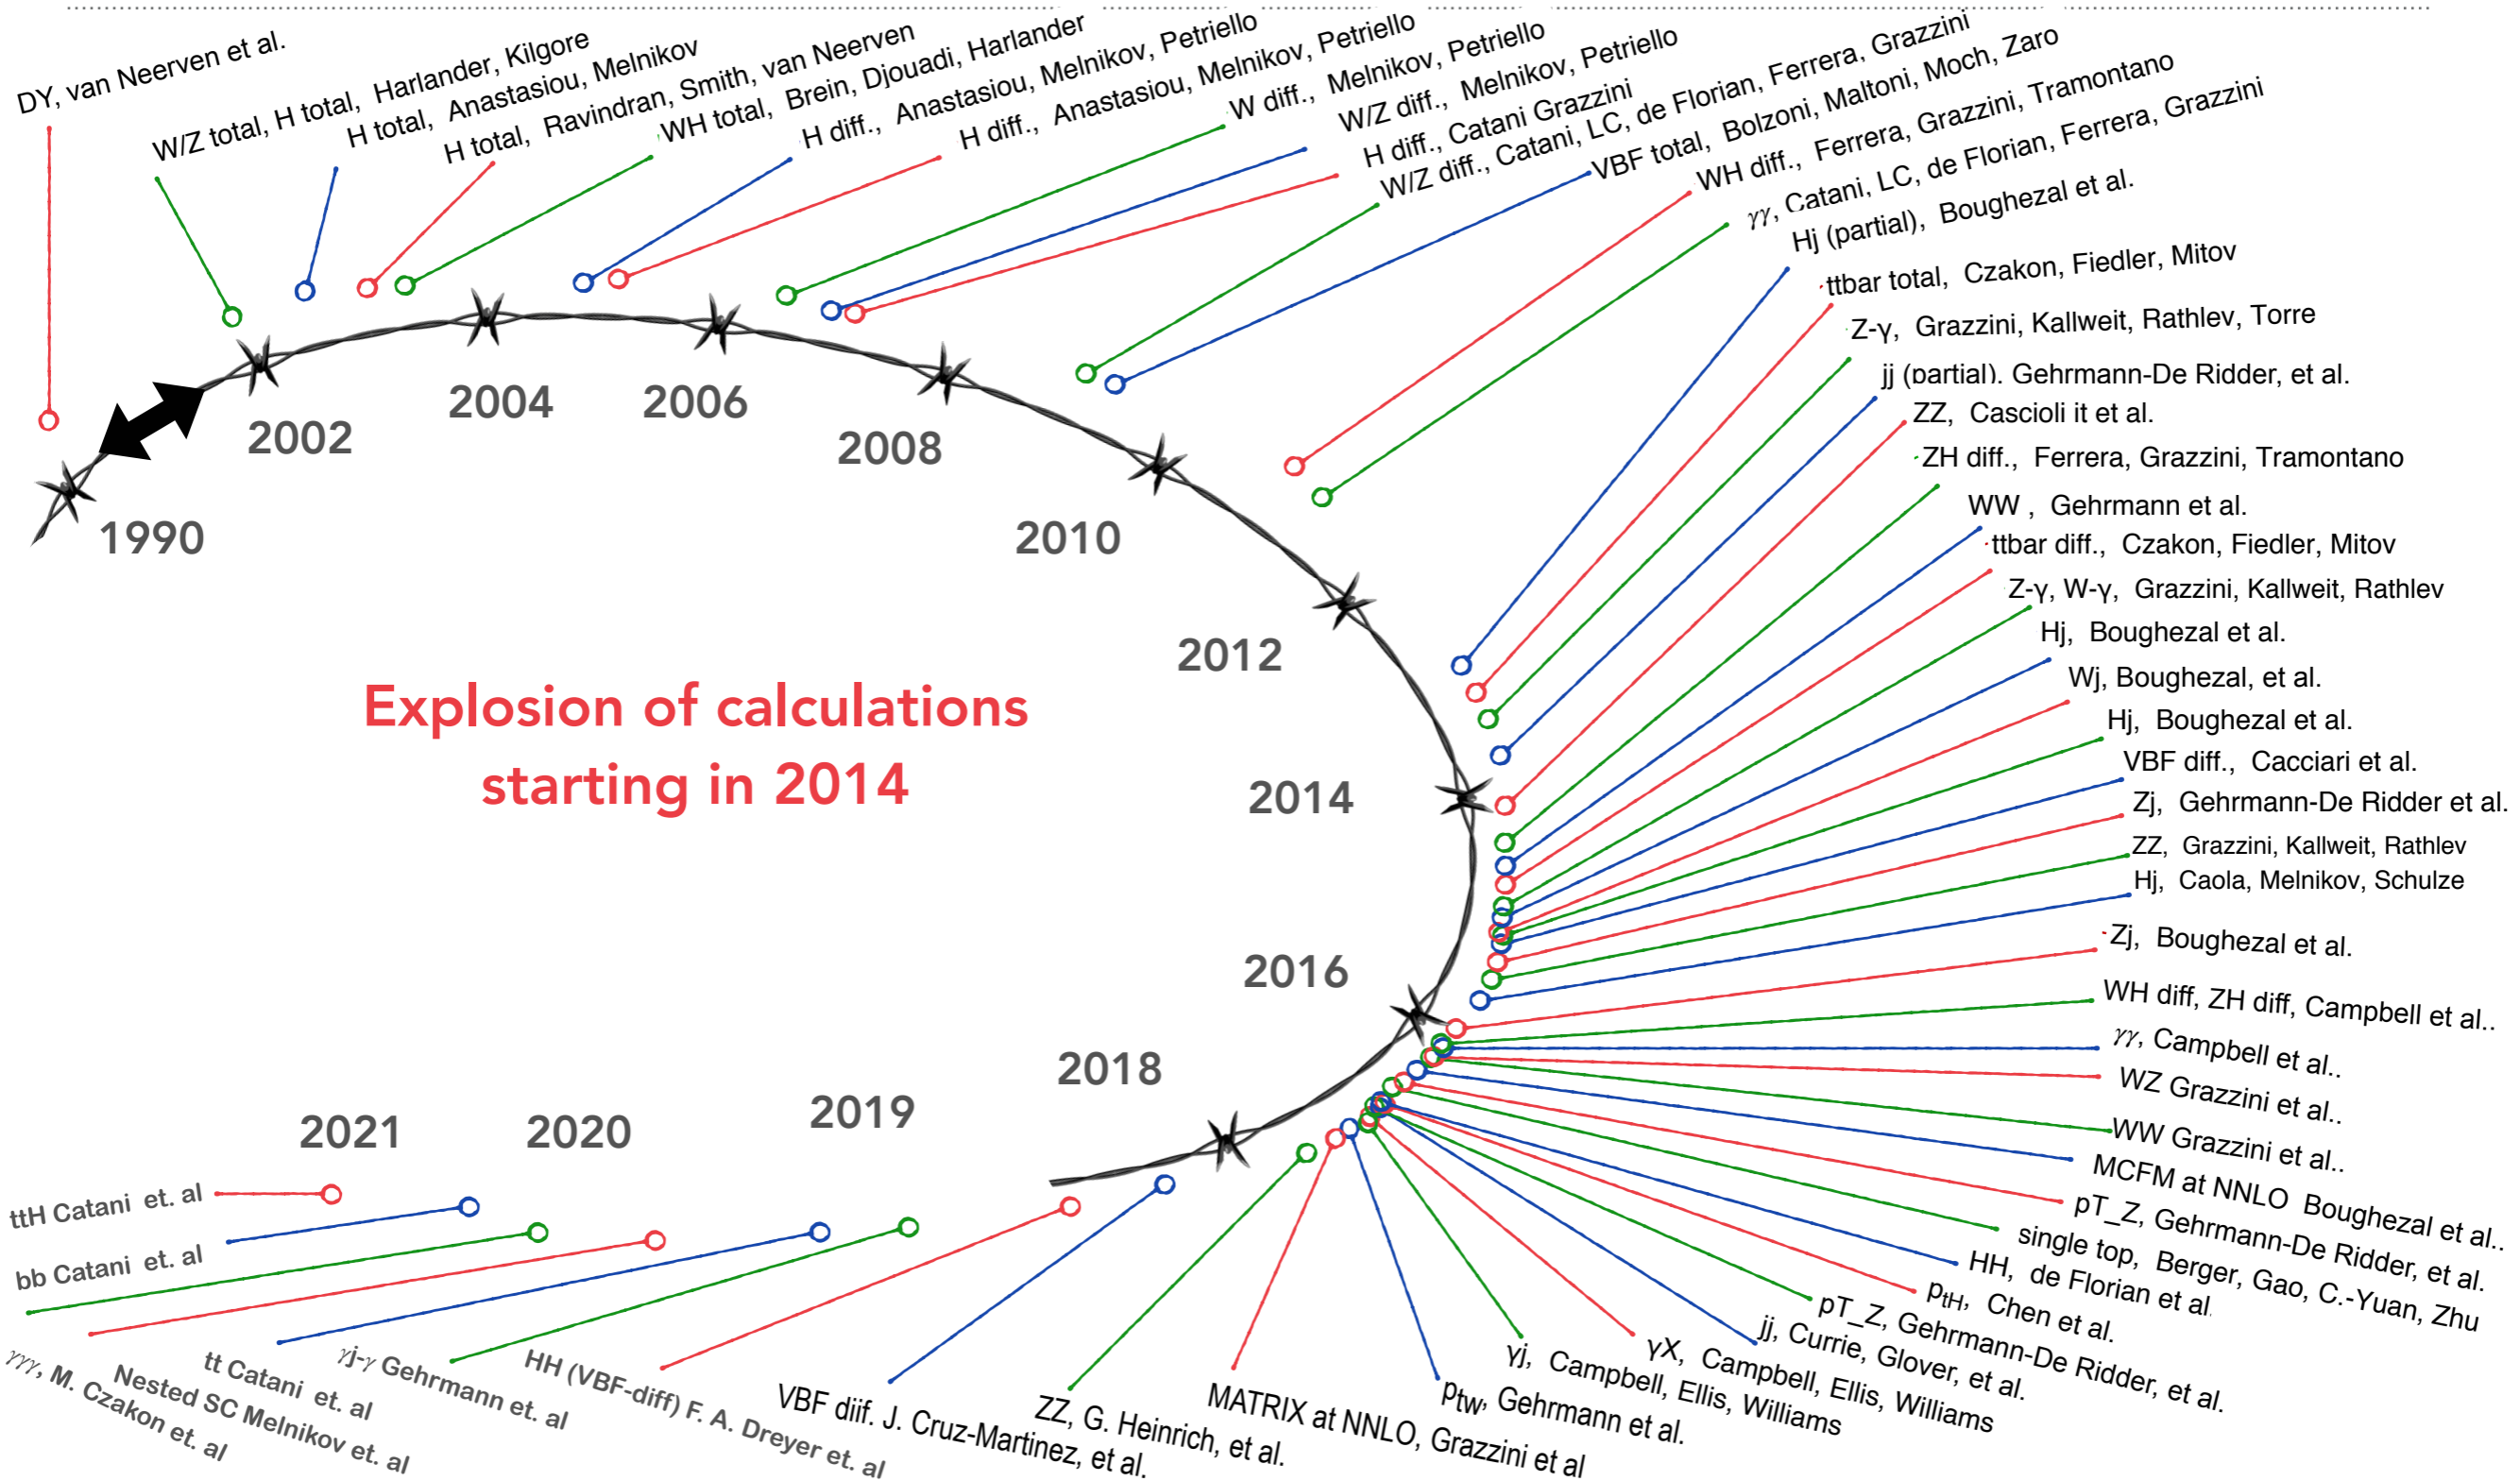 DY, van Neerven et al.
W/Z total, H total, Harlander, Kilgore
H total, Anastasiou, Melnikov
H total, Ravindran, Smith, van Neerven
WH total, Brein, Djouadi, Harlander
H diff., Anastasiou, Melnikov, Petriello
H diff., Anastasiou, Melnikov, Petriello
W diff., Melnikov, Petriello
W/Z diff., Melnikov, Petriello
H diff., Catani Grazzini
W/Z diff., Catani, LC, de Florian, Ferrera, Grazzini
VBF total, Bolzoni, Maltoni, Moch, Zaro
WH diff., Ferrera, Grazzini, Tramontano
γγ, Catani, LC, de Florian, Ferrera, Grazzini
Hj (partial), Boughezal et al.
ttbar total, Czakon, Fiedler, Mitov
Z-γ, Grazzini, Kallweit, Rathlev, Torre
jj (partial). Gehrmann-De Ridder, et al.
ZZ, Cascioli it et al.
ZH diff., Ferrera, Grazzini, Tramontano
WW , Gehrmann et al.
ttbar diff., Czakon, Fiedler, Mitov
Z-γ, W-γ, Grazzini, Kallweit, Rathlev
Hj, Boughezal et al.
Wj, Boughezal, et al.
Hj, Boughezal et al.
VBF diff., Cacciari et al.
Zj, Gehrmann-De Ridder et al.
ZZ, Grazzini, Kallweit, Rathlev
Hj, Caola, Melnikov, Schulze
Zj, Boughezal et al.
WH diff, ZH diff, Campbell et al..
γγ, Campbell et al..
WZ Grazzini et al..
WW Grazzini et al..
MCFM at NNLO Boughezal et al..
pT_Z, Gehrmann-De Ridder, et al.
single top, Berger, Gao, C.-Yuan, Zhu
HH, de Florian et al.
ptH, Chen et al.
pT_Z, Gehrmann-De Ridder, et al.
jj, Currie, Glover, et al.
γX, Campbell, Ellis, Williams
γj, Campbell, Ellis, Williams
ptw, Gehrmann et al.
MATRIX at NNLO, Grazzini et al
ZZ, G. Heinrich, et al.
VBF diif. J. Cruz-Martinez, et al.
HH (VBF-diff) F. A. Dreyer et. al
γj-γ Gehrmann et. al
tt Catani et. al
Nested SC Melnikov et. al
γγγ, M. Czakon et. al
bb Catani et. al
ttH Catani et. al
1990
2002
2004
2006
2008
2010
2012
2014
2016
2018
2019
2020
2021
Explosion of calculations
starting in 2014